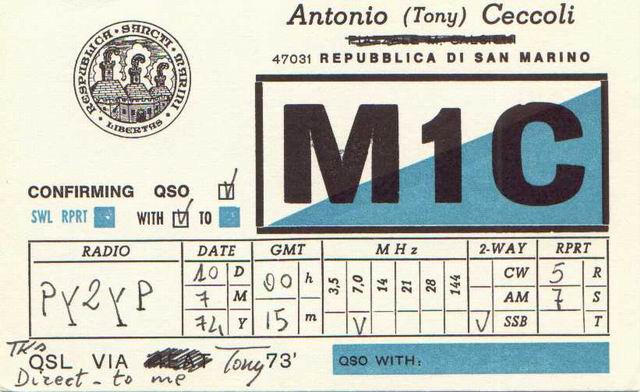 Antonio (Tony) Ceccoli
47031 REPUBBLICA DI SAN MARINO
RESPUBLICA · SANCTI · MARINI
· LIBERTAS ·
M1C
CONFIRMING QSO
SWL RPRT WITH TO
RADIO DATE GMT MHz 2-WAY RPRT
PY2YP 10 D 00 h 3,5 7,0 14 21 28 144 CW 5 R
7 M AM 7 S
74 Y 15 m V V SSB T
TKS
QSL VIA Tony 73' QSO WITH:
Direct - to me